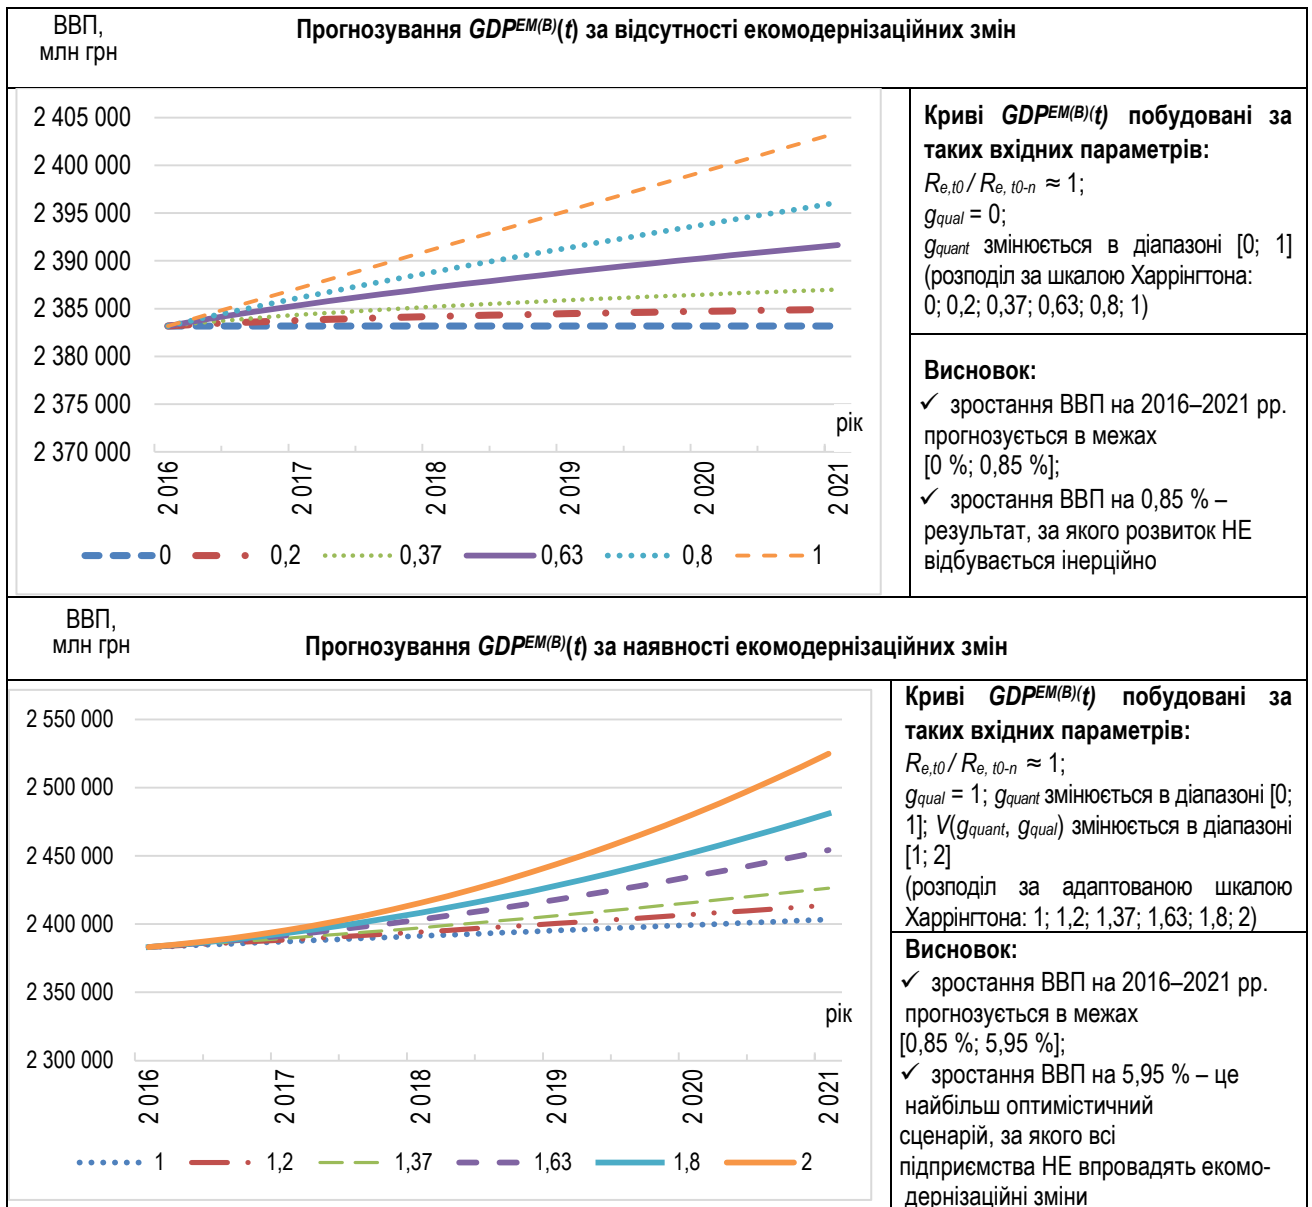 ВВП,
млн грн
Прогнозування GDP^EM(B)(t) за відсутності екомодернізаційних змін
2 405 000
2 400 000
2 395 000
2 390 000
2 385 000
2 380 000
2 375 000
2 370 000
рік
2 016
2 017
2 018
2 019
2 020
2 021
0
0,2
0,37
0,63
0,8
1
Криві GDP^EM(B)(t) побудовані за
таких вхідних параметрів:
Re,t0 / Re, t0-n ≈ 1;
gqual = 0;
gquant змінюється в діапазоні [0; 1]
(розподіл за шкалою Харрінгтона:
0; 0,2; 0,37; 0,63; 0,8; 1)
Висновок:
✓ зростання ВВП на 2016–2021 рр.
прогнозується в межах
[0 %; 0,85 %];
✓ зростання ВВП на 0,85 % –
результат, за якого розвиток НЕ
відбувається інерційно
ВВП,
млн грн
Прогнозування GDP^EM(B)(t) за наявності екомодернізаційних змін
2 550 000
2 500 000
2 450 000
2 400 000
2 350 000
2 300 000
рік
2 016
2 017
2 018
2 019
2 020
2 021
1
1,2
1,37
1,63
1,8
2
Криві GDP^EM(B)(t) побудовані за
таких вхідних параметрів:
Re,t0 / Re, t0-n ≈ 1;
gqual = 1; gquant змінюється в діапазоні [0;
1]; V(gquant, gqual) змінюється в діапазоні
[1; 2]
(розподіл за адаптованою шкалою
Харрінгтона: 1; 1,2; 1,37; 1,63; 1,8; 2)
Висновок:
✓ зростання ВВП на 2016–2021 рр.
прогнозується в межах
[0,85 %; 5,95 %];
✓ зростання ВВП на 5,95 % – це
найбільш оптимістичний
сценарій, за якого всі
підприємства НЕ впровадять екомо-
дернізаційні зміни